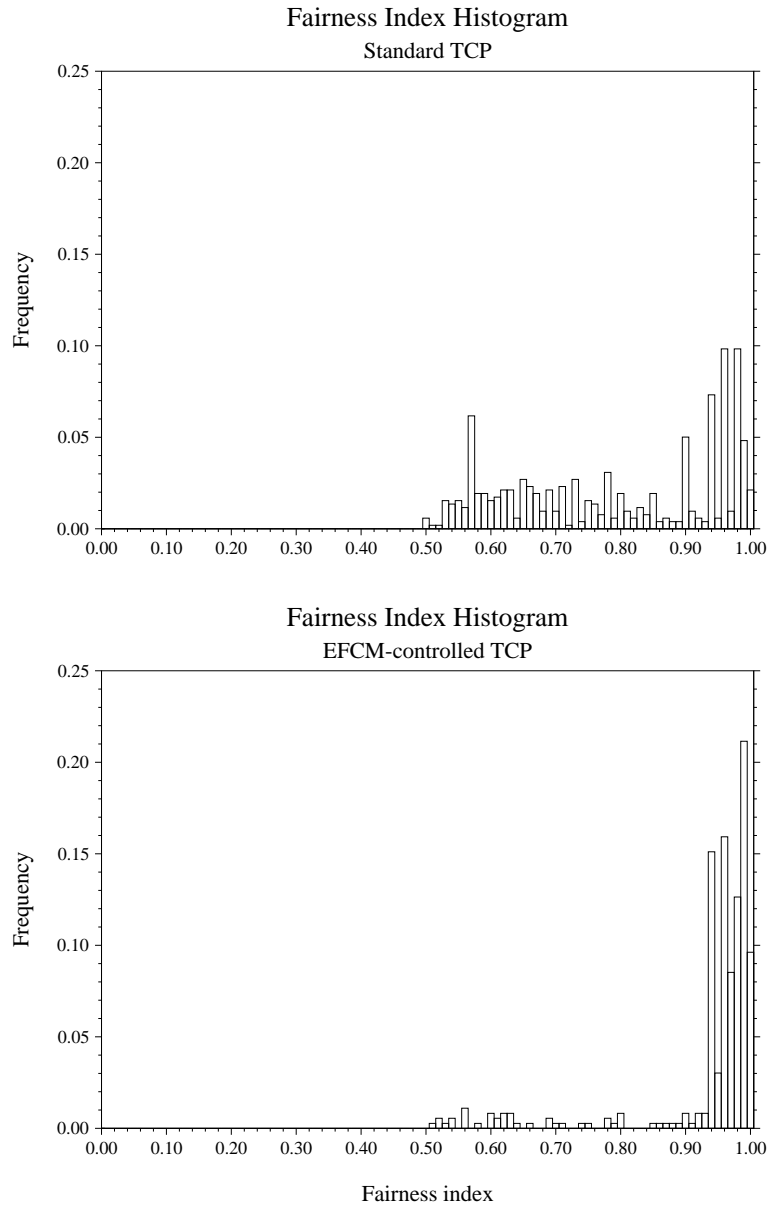 Fairness Index Histogram
Standard TCP
0.25
0.20
0.15
0.10
0.05
0.00
Frequency
0.00 0.10 0.20 0.30 0.40 0.50 0.60 0.70 0.80 0.90 1.00
Fairness Index Histogram
EFCM-controlled TCP
0.25
0.20
0.15
0.10
0.05
0.00
Frequency
0.00 0.10 0.20 0.30 0.40 0.50 0.60 0.70 0.80 0.90 1.00
Fairness index